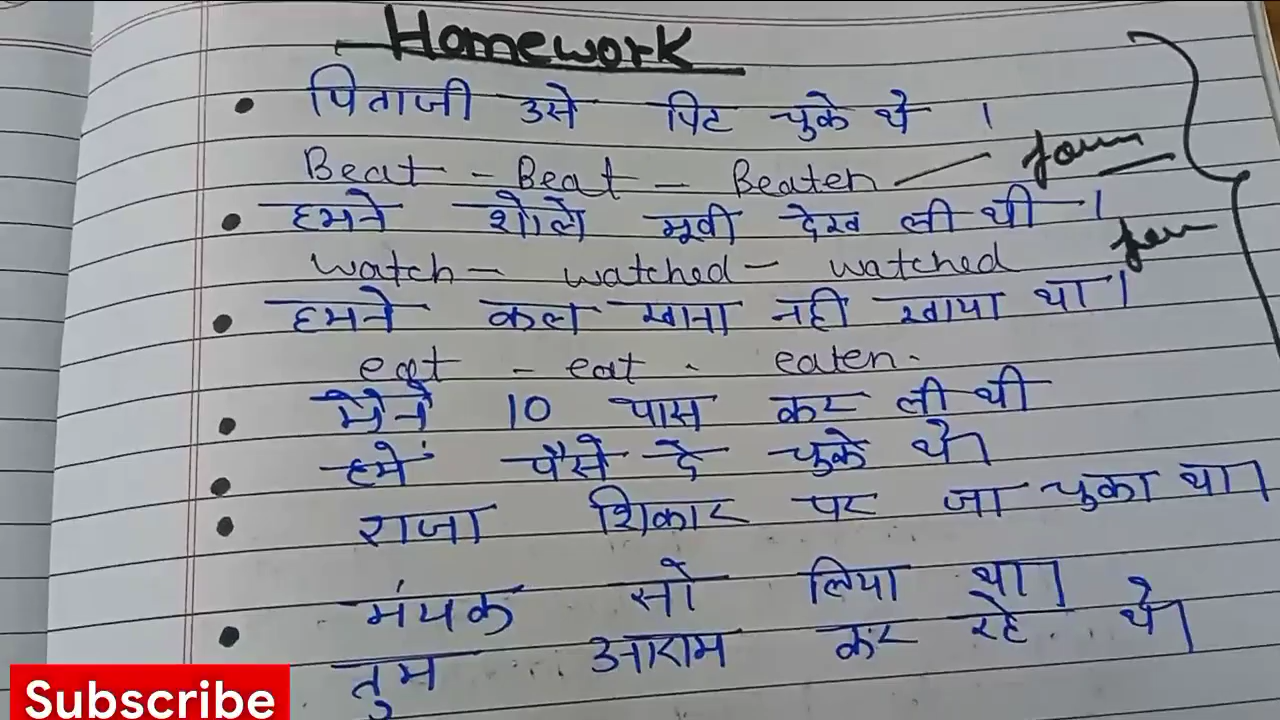 Homework
• पिताजी उसे पिट चुके थे ।
Beat - Beat - Beaten — form
• हमने शोले मूवी देख ली थी ।
watch - watched - watched
• हमने कल खाना नही खाया था।
eat - eat - eaten.
• मैने 10 पास कर ली थी
• हमें पैसे दे चुके थे।
• राजा शिकार पर जा चुका था।
• मंयक सो लिया था।
तुम आराम कर रहे थे।
Subscribe